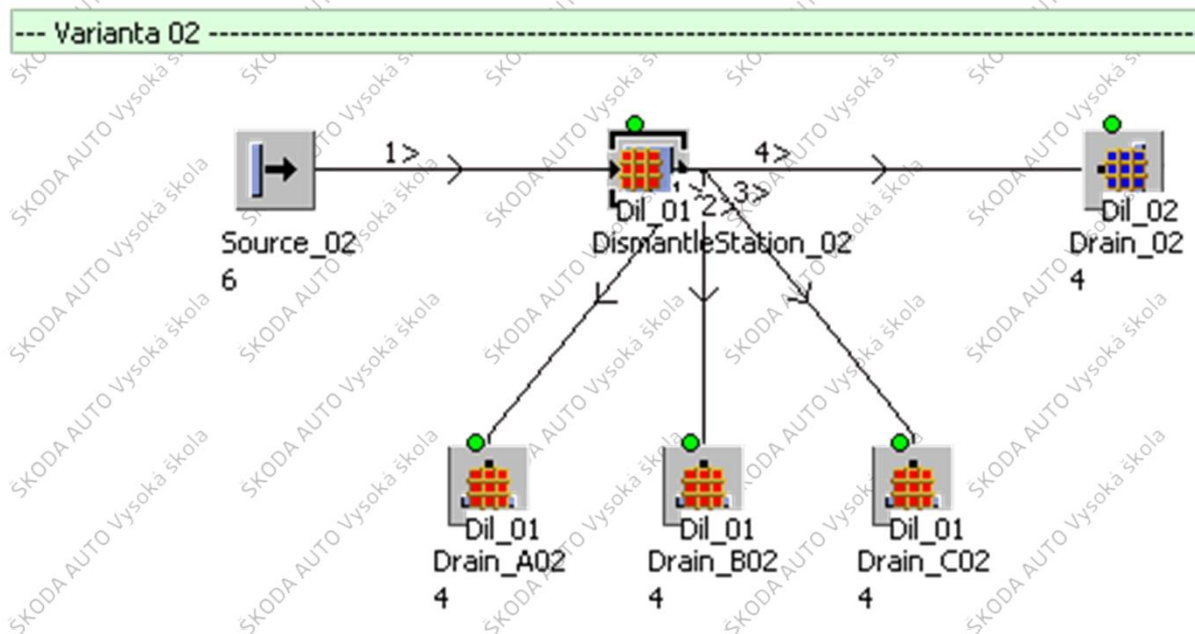 --- Varianta 02 ---------------------------------------------------------------
1>
4>
1>
2>
3>
Dil_01
Dil_02
Source_02
DismantleStation_02
Drain_02
6
4
Dil_01
Dil_01
Dil_01
Drain_A02
Drain_B02
Drain_C02
4
4
4
ŠKODA AUTO Vysoká škola